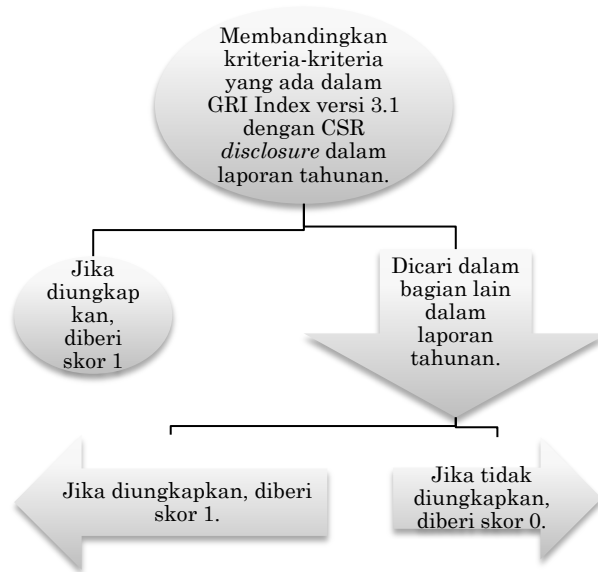 Membandingkan
kriteria-kriteria
yang ada dalam
GRI Index versi 3.1
dengan CSR
disclosure dalam
laporan tahunan.
Jika
diungkap
kan,
diberi
skor 1
Dicari dalam
bagian lain
dalam
laporan
tahunan.
Jika diungkapkan, diberi
skor 1.
Jika tidak
diungkapkan,
diberi skor 0.